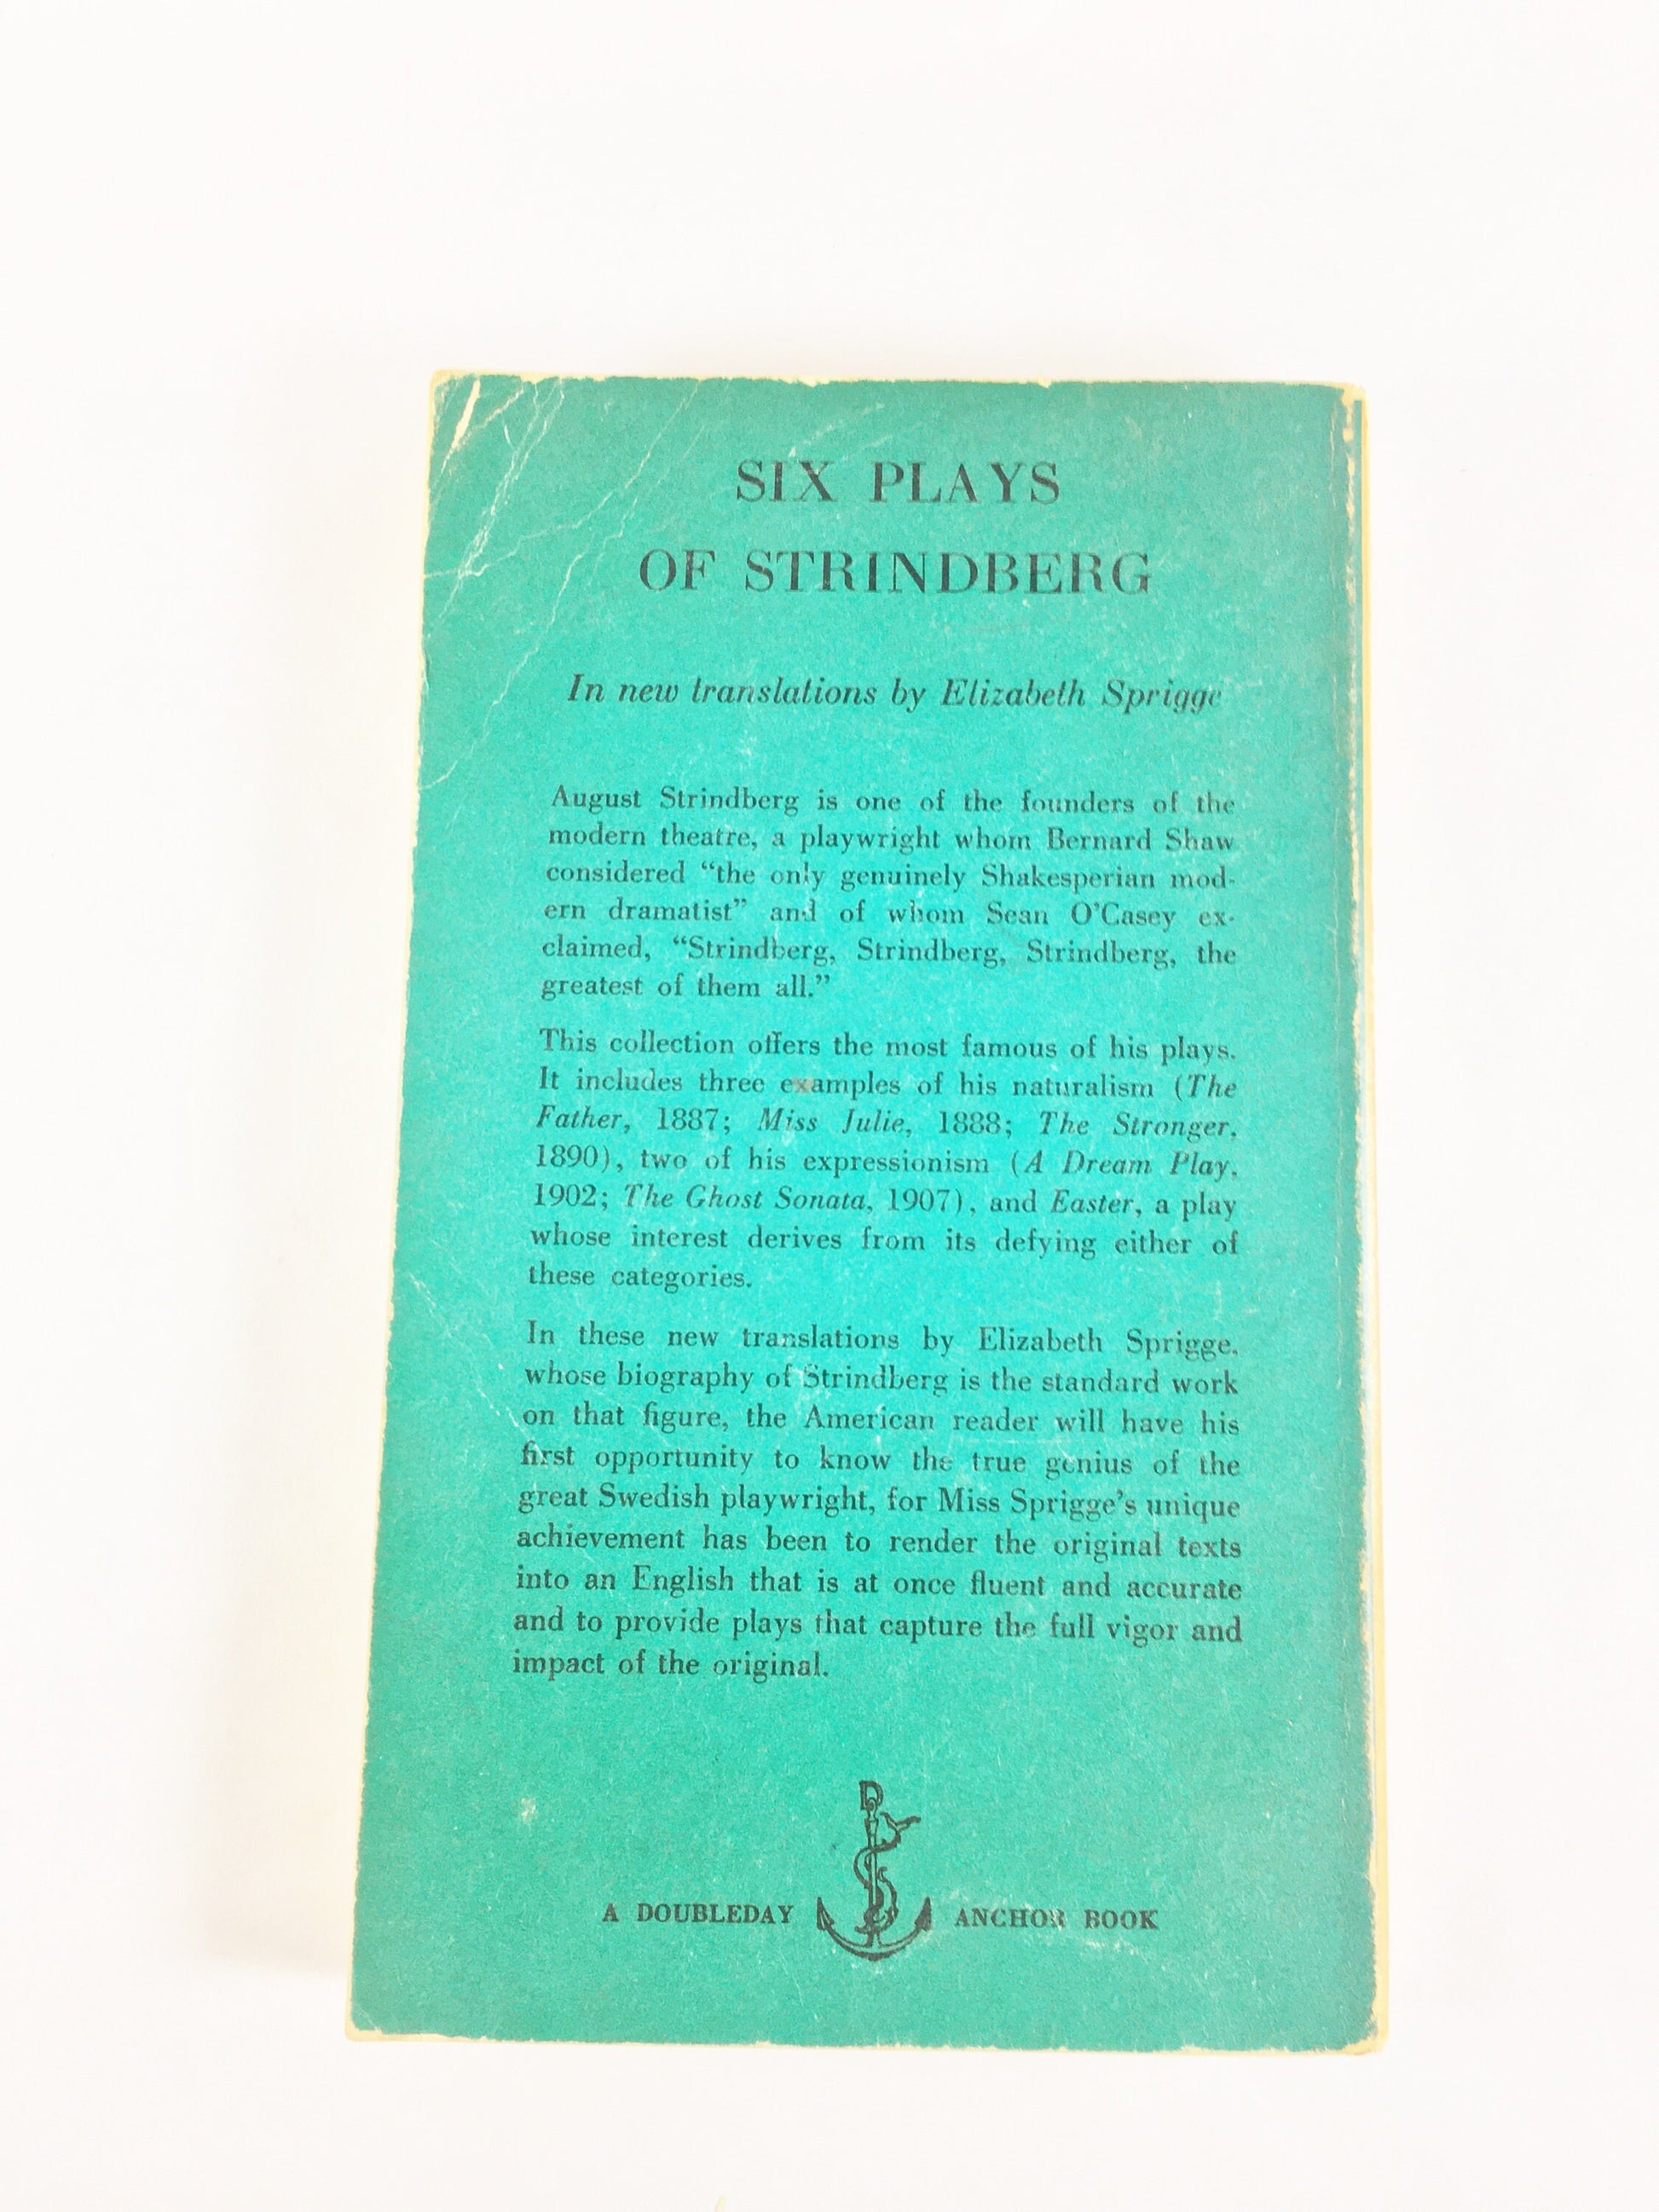 SIX PLAYS
OF STRINDBERG
In new translations by Elizabeth Sprigge
August Strindberg is one of the founders of the
modern theatre, a playwright whom Bernard Shaw
considered “the only genuinely Shakesperian mod-
ern dramatist” and of whom Sean O’Casey ex-
claimed, “Strindberg, Strindberg, Strindberg, the
greatest of them all.”
This collection offers the most famous of his plays.
It includes three examples of his naturalism (The
Father, 1887; Miss Julie, 1888; The Stronger,
1890), two of his expressionism (A Dream Play,
1902; The Ghost Sonata, 1907), and Easter, a play
whose interest derives from its defying either of
these categories.
In these new translations by Elizabeth Sprigge,
whose biography of Strindberg is the standard work
on that figure, the American reader will have his
first opportunity to know the true genius of the
great Swedish playwright, for Miss Sprigge’s unique
achievement has been to render the original texts
into an English that is at once fluent and accurate
and to provide plays that capture the full vigor and
impact of the original.
D
A DOUBLEDAY ANCHOR BOOK